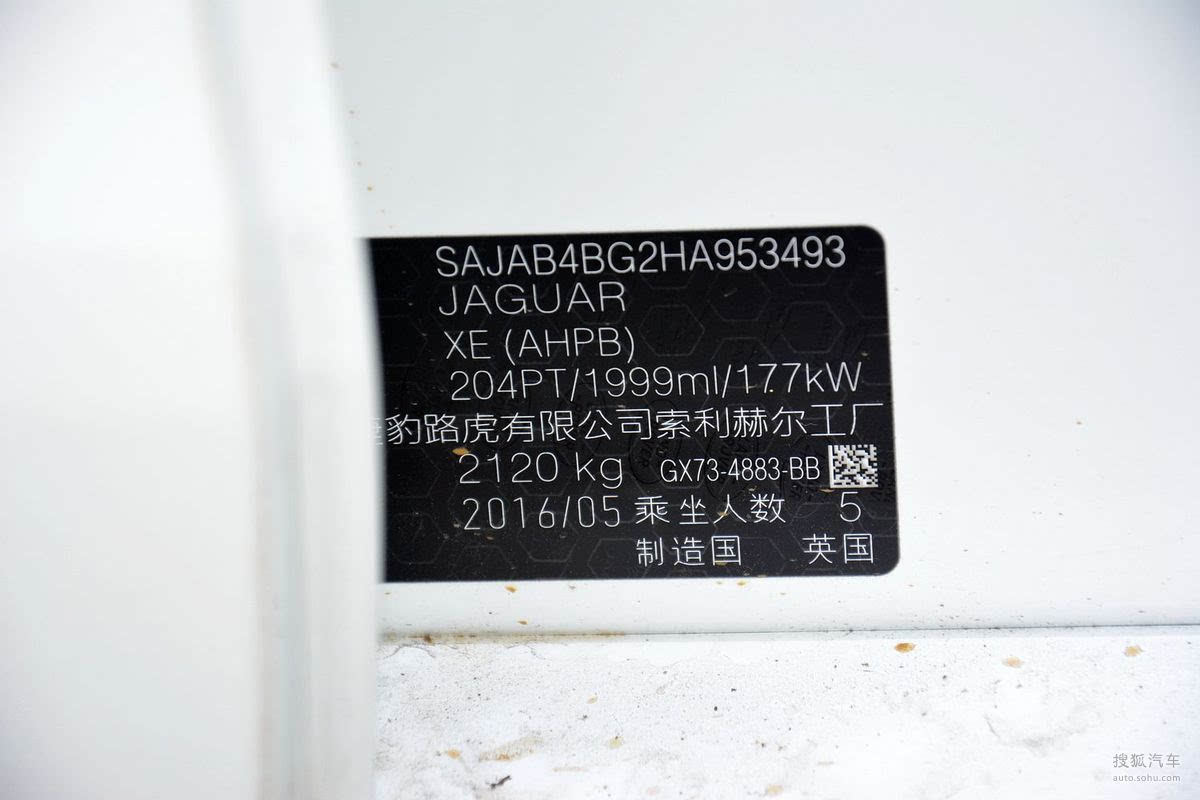 SAJAB4BG2HA953493
JAGUAR
XE (AHPB)
204PT/1999ml/177kW
豹路虎有限公司索利赫尔工厂
2120 kg GX73-4883-BB
2016/05 乘坐人数 5
制造国 英国
搜狐汽车
auto.sohu.com